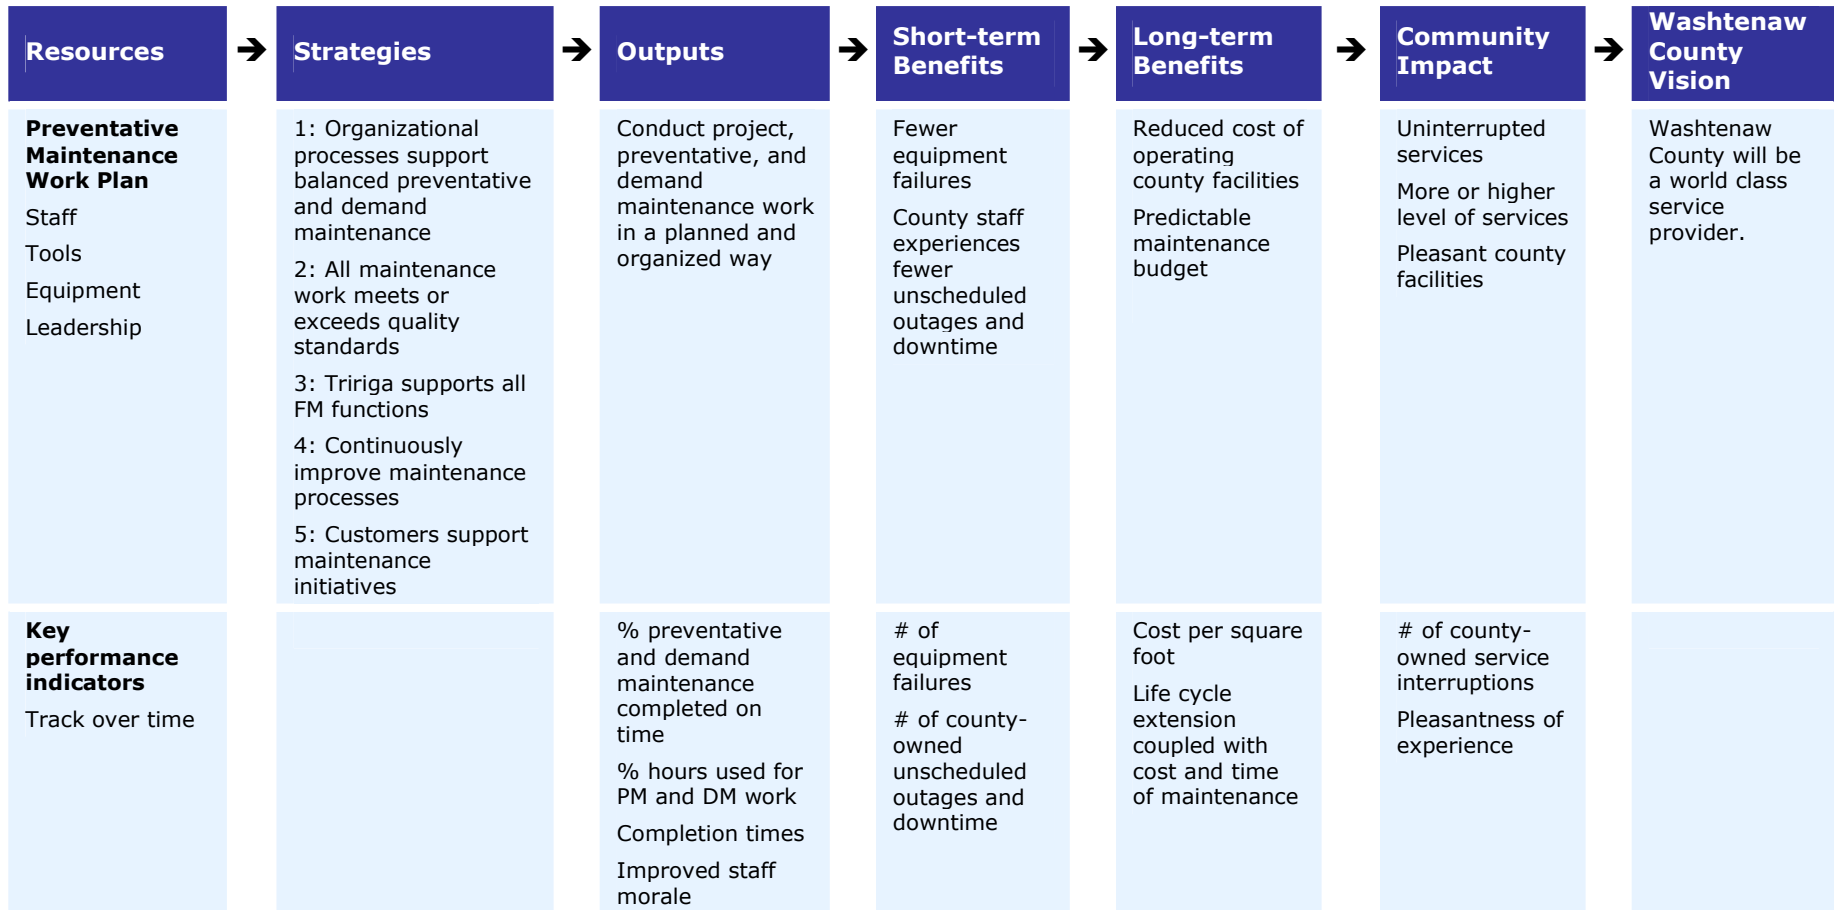 Resources
Strategies
Outputs
Short-term
Benefits
Long-term
Benefits
Community
Impact
Washtenaw
County
Vision
Preventative
Maintenance
Work Plan
Staff
Tools
Equipment
Leadership
1: Organizational
processes support
balanced preventative
and demand
maintenance
2: All maintenance
work meets or
exceeds quality
standards
3: Tririga supports all
FM functions
4: Continuously
improve maintenance
processes
5: Customers support
maintenance
initiatives
Conduct project,
preventative, and
demand
maintenance work
in a planned and
organized way
Fewer
equipment
failures
County staff
experiences
fewer
unscheduled
outages and
downtime
Reduced cost of
operating
county facilities
Predictable
maintenance
budget
Uninterrupted
services
More or higher
level of services
Pleasant county
facilities
Washtenaw
County will be
a world class
service
provider.
Key
performance
indicators
Track over time
% preventative
and demand
maintenance
completed on
time
% hours used for
PM and DM work
Completion times
Improved staff
morale
# of
equipment
failures
# of county-
owned
unscheduled
outages and
downtime
Cost per square
foot
Life cycle
extension
coupled with
cost and time
of maintenance
# of county-
owned service
interruptions
Pleasantness of
experience